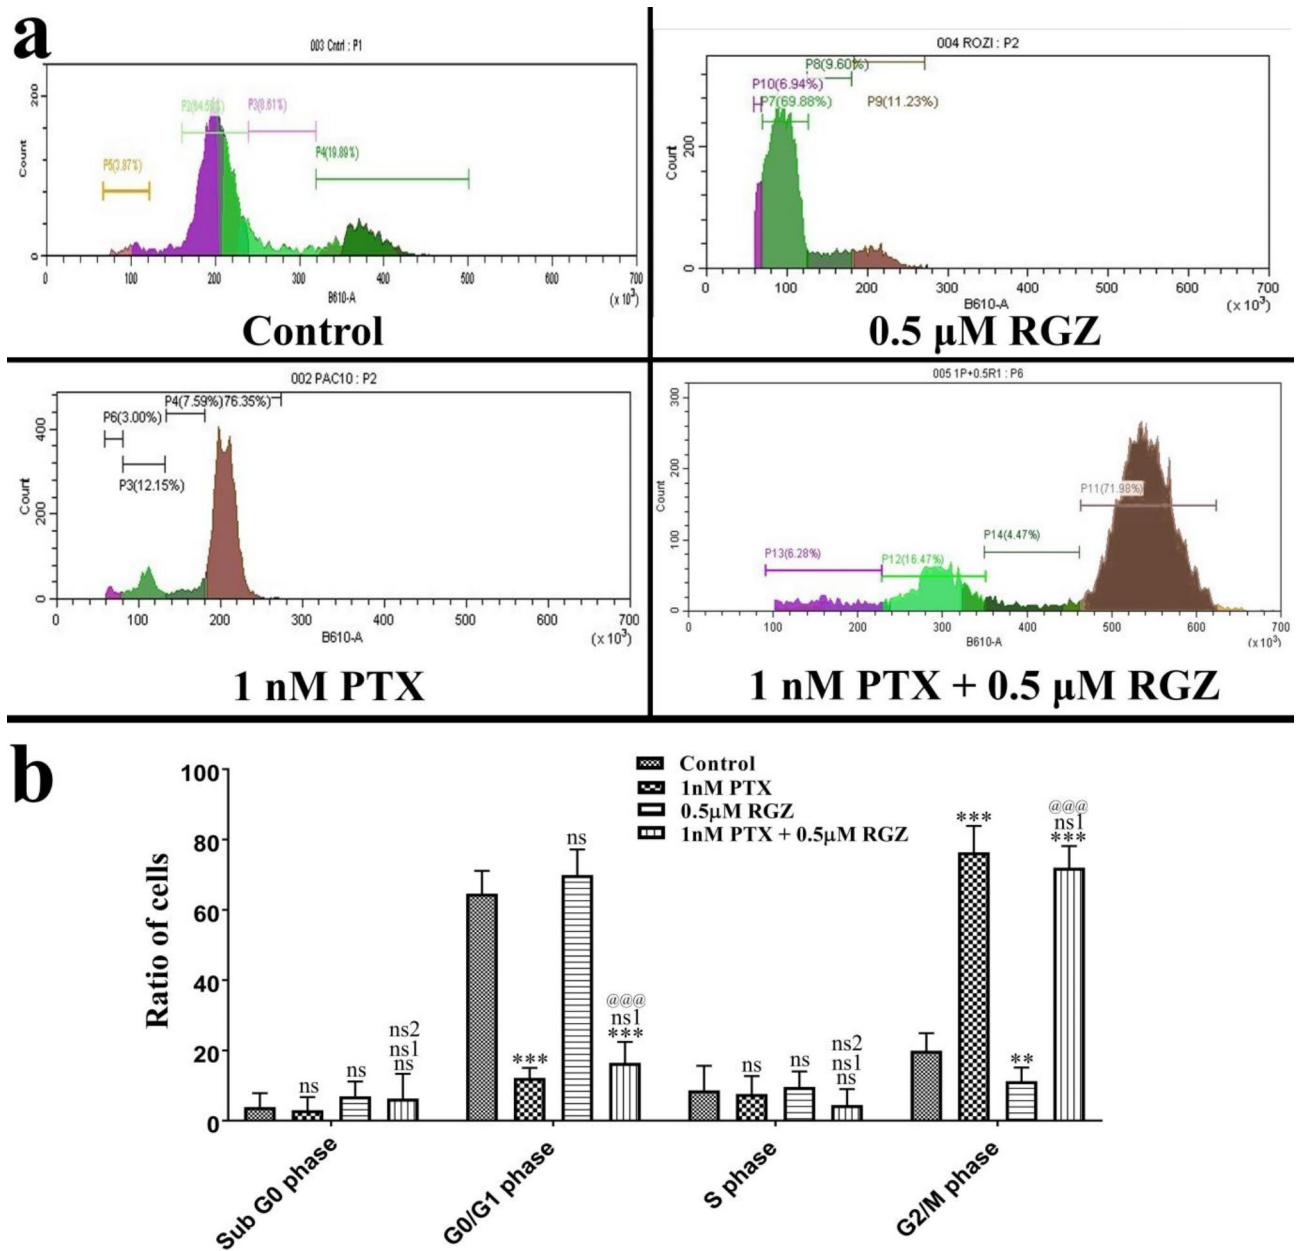 a
003 Cntrl : P1
Count
200
0
P5(3.87%)
P3(8.61%)
P4(19.89%)
0 100 200 300 400 500 600 700
B610-A
(x 10³)
Control
004 ROZI : P2
Count
200
0
P8(9.60%)
P10(6.94%)
P7(69.88%)
P9(11.23%)
0 100 200 300 400 500 600 700
B610-A
(x 10³)
0.5 μM RGZ
002 PAC10 : P2
Count
400
200
0
P4(7.59%) 76.35%)
P6(3.00%)
P3(12.15%)
0 100 200 300 400 500 600 700
B610-A
(x 10³)
1 nM PTX
005 1P+0.5R1 : P6
Count
300
200
100
0
P11(71.98%)
P14(4.47%)
P13(6.28%)
P12(16.47%)
0 100 200 300 400 500 600 700
B610-A
(x 10³)
1 nM PTX + 0.5 μM RGZ
b
Ratio of cells
100
80
60
40
20
0
Control
1nM PTX
0.5μM RGZ
1nM PTX + 0.5μM RGZ
ns
ns
ns2
ns1
ns
***
ns
@@@
ns1
***
ns
ns
ns2
ns1
ns
***
**
@@@
ns1
***
Sub G0 phase
G0/G1 phase
S phase
G2/M phase